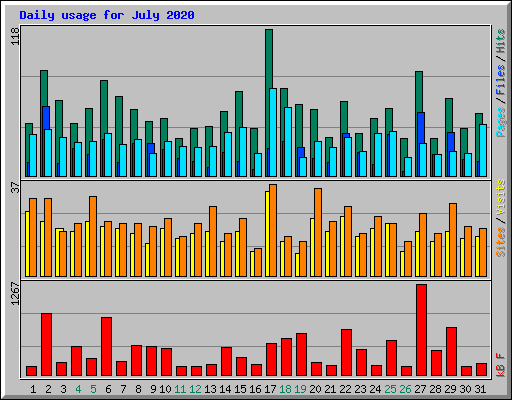 Daily usage for July 2020
118
Pages/Files/Hits
37
Sites/Visits
1267
kB F
1 2 3 4 5 6 7 8 9 10 11 12 13 14 15 16 17 18 19 20 21 22 23 24 25 26 27 28 29 30 31